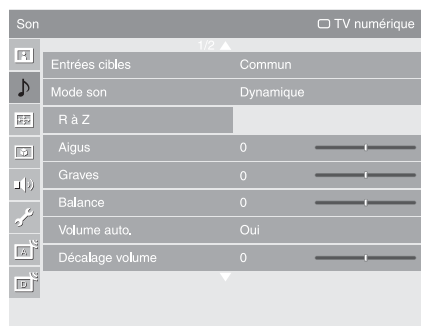 Son TV numérique
1/2
Entrées cibles Commun
Mode son Dynamique
R à Z
Aigus 0
Graves 0
Balance 0
Volume auto. Oui
Décalage volume 0
A
D